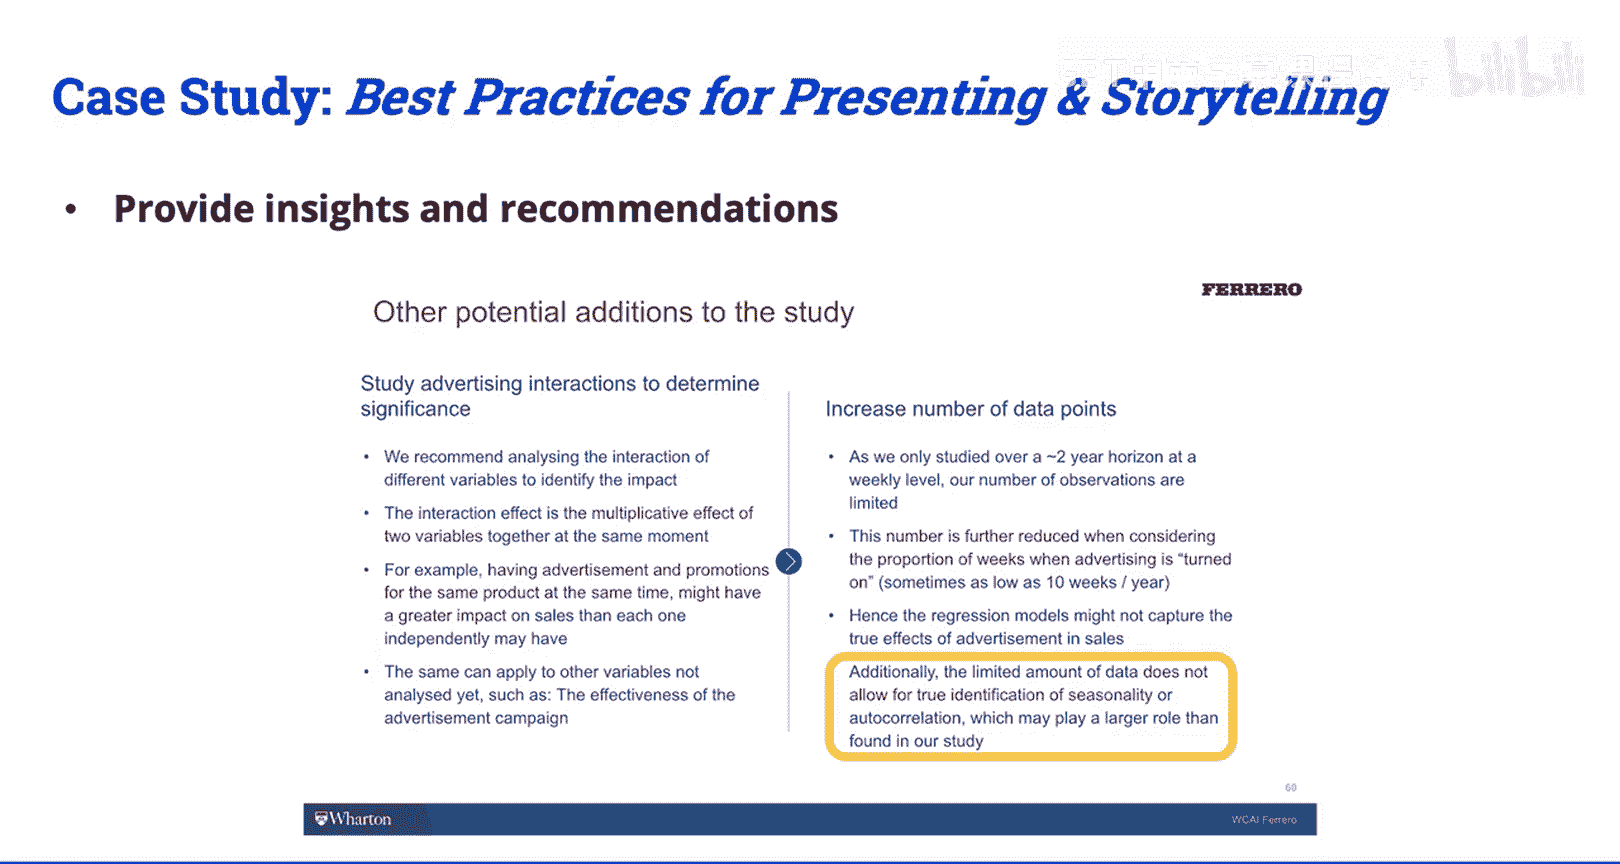 Case Study: Best Practices for Presenting & Storytelling
bilibili
• Provide insights and recommendations
FERRERO
Other potential additions to the study
Study advertising interactions to determine
significance
• We recommend analysing the interaction of
different variables to identify the impact
• The interaction effect is the multiplicative effect of
two variables together at the same moment
• For example, having advertisement and promotions
for the same product at the same time, might have
a greater impact on sales than each one
independently may have
• The same can apply to other variables not
analysed yet, such as: The effectiveness of the
advertisement campaign
Increase number of data points
• As we only studied over a ~2 year horizon at a
weekly level, our number of observations are
limited
• This number is further reduced when considering
the proportion of weeks when advertising is “turned
on” (sometimes as low as 10 weeks / year)
• Hence the regression models might not capture the
true effects of advertisement in sales
Additionally, the limited amount of data does not
allow for true identification of seasonality or
autocorrelation, which may play a larger role than
found in our study
60
Wharton
WCAI Ferrero